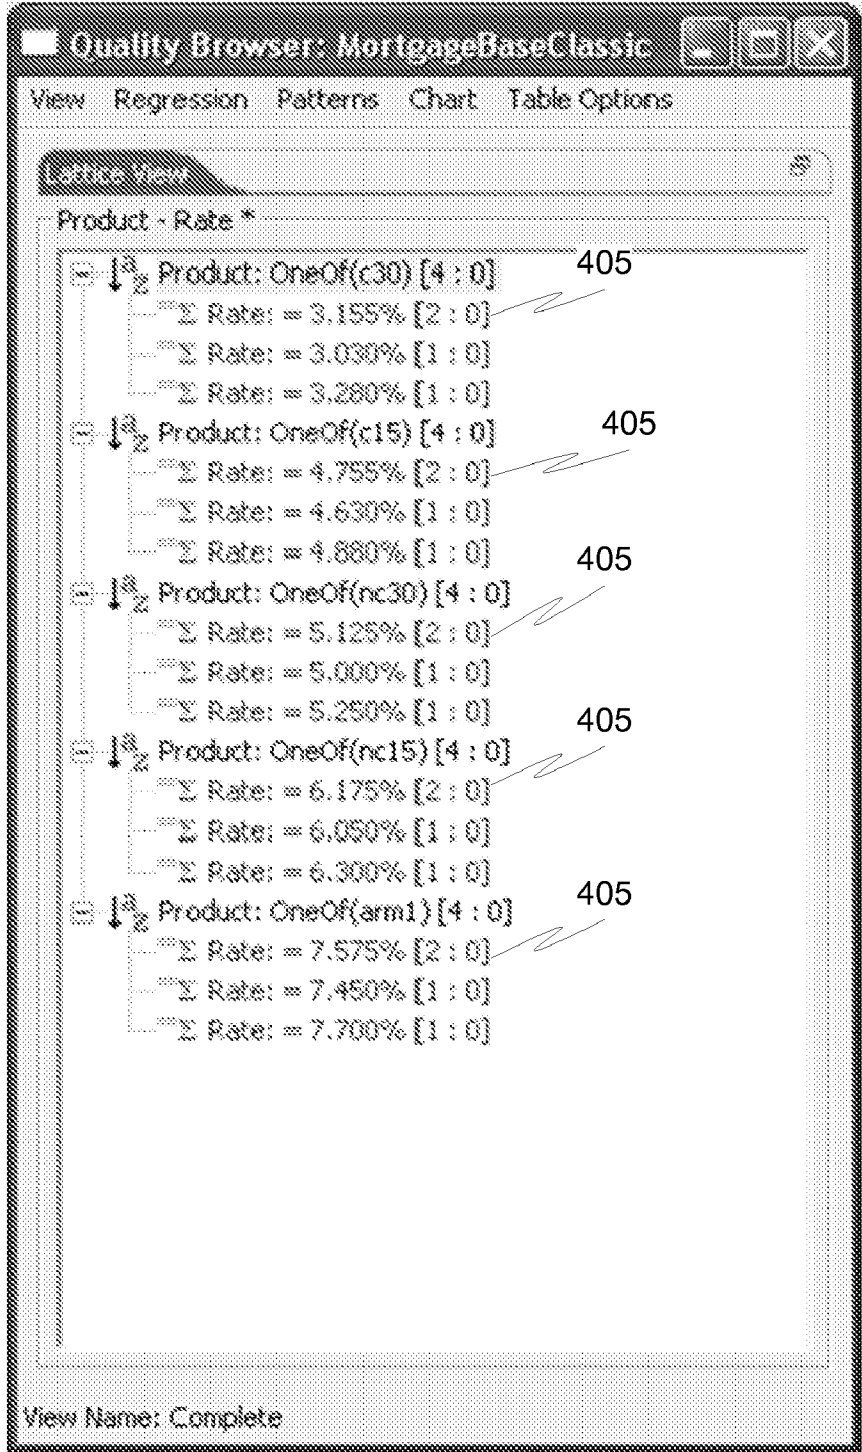 Quality Browser: MortgageBaseClassic
View Regression Patterns Chart Table Options
Lattice View
Product - Rate *
Product: OneOf(c30) [4 : 0] 405
Σ Rate: = 3.155% [2 : 0]
Σ Rate: = 3.030% [1 : 0]
Σ Rate: = 3.280% [1 : 0]
Product: OneOf(c15) [4 : 0] 405
Σ Rate: = 4.755% [2 : 0]
Σ Rate: = 4.630% [1 : 0]
Σ Rate: = 4.880% [1 : 0] 405
Product: OneOf(nc30) [4 : 0]
Σ Rate: = 5.125% [2 : 0]
Σ Rate: = 5.000% [1 : 0]
Σ Rate: = 5.250% [1 : 0] 405
Product: OneOf(nc15) [4 : 0]
Σ Rate: = 6.175% [2 : 0]
Σ Rate: = 6.050% [1 : 0]
Σ Rate: = 6.300% [1 : 0]
Product: OneOf(arm1) [4 : 0] 405
Σ Rate: = 7.575% [2 : 0]
Σ Rate: = 7.450% [1 : 0]
Σ Rate: = 7.700% [1 : 0]
View Name: Complete